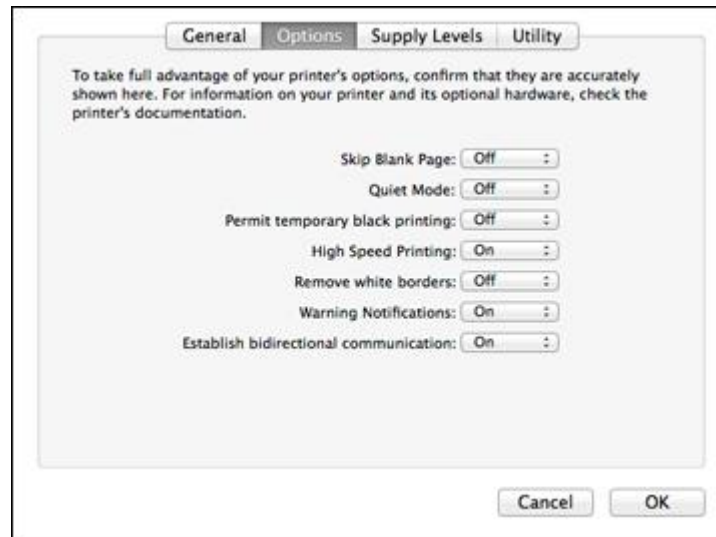 General Options Supply Levels Utility
To take full advantage of your printer's options, confirm that they are accurately
shown here. For information on your printer and its optional hardware, check the
printer's documentation.
Skip Blank Page: Off
Quiet Mode: Off
Permit temporary black printing: Off
High Speed Printing: On
Remove white borders: Off
Warning Notifications: On
Establish bidirectional communication: On
Cancel OK